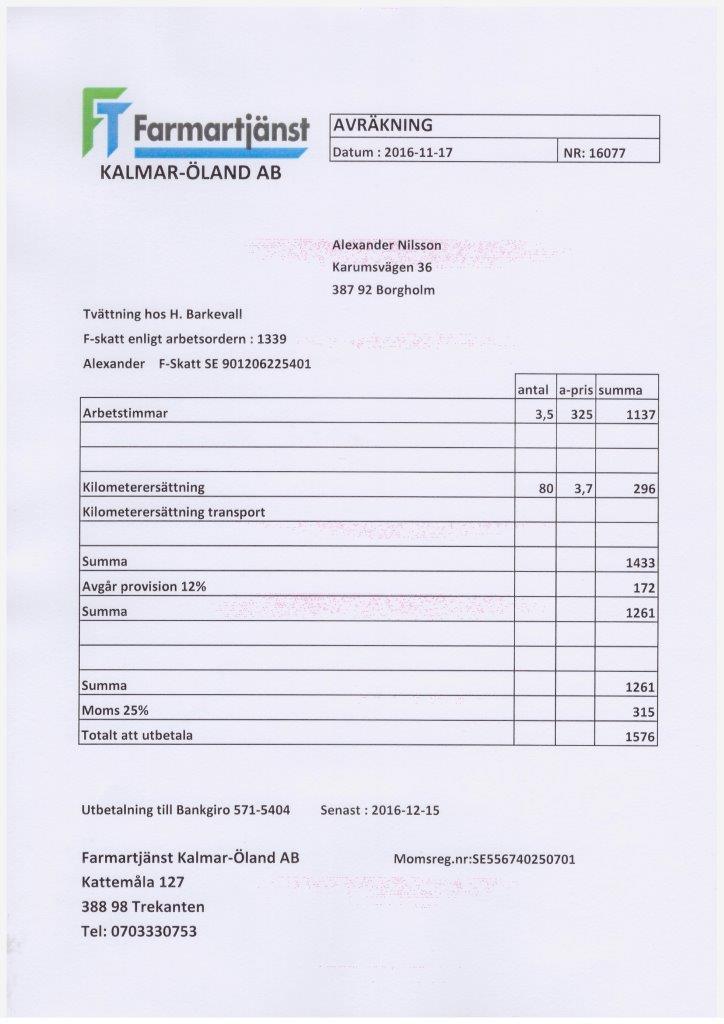 FT Farmartjänst
KALMAR-ÖLAND AB
AVRÄKNING
Datum : 2016-11-17 NR: 16077
Alexander Nilsson
Karumsvägen 36
387 92 Borgholm
Tvättning hos H. Barkevall
F-skatt enligt arbetsordern : 1339
Alexander F-Skatt SE 901206225401
antal a-pris summa
Arbetstimmar 3,5 325 1137
Kilometerersättning 80 3,7 296
Kilometerersättning transport
Summa 1433
Avgår provision 12% 172
Summa 1261
Summa 1261
Moms 25% 315
Totalt att utbetala 1576
Utbetalning till Bankgiro 571-5404 Senast : 2016-12-15
Farmartjänst Kalmar-Öland AB Momsreg.nr:SE556740250701
Kattemåla 127
388 98 Trekanten
Tel: 0703330753